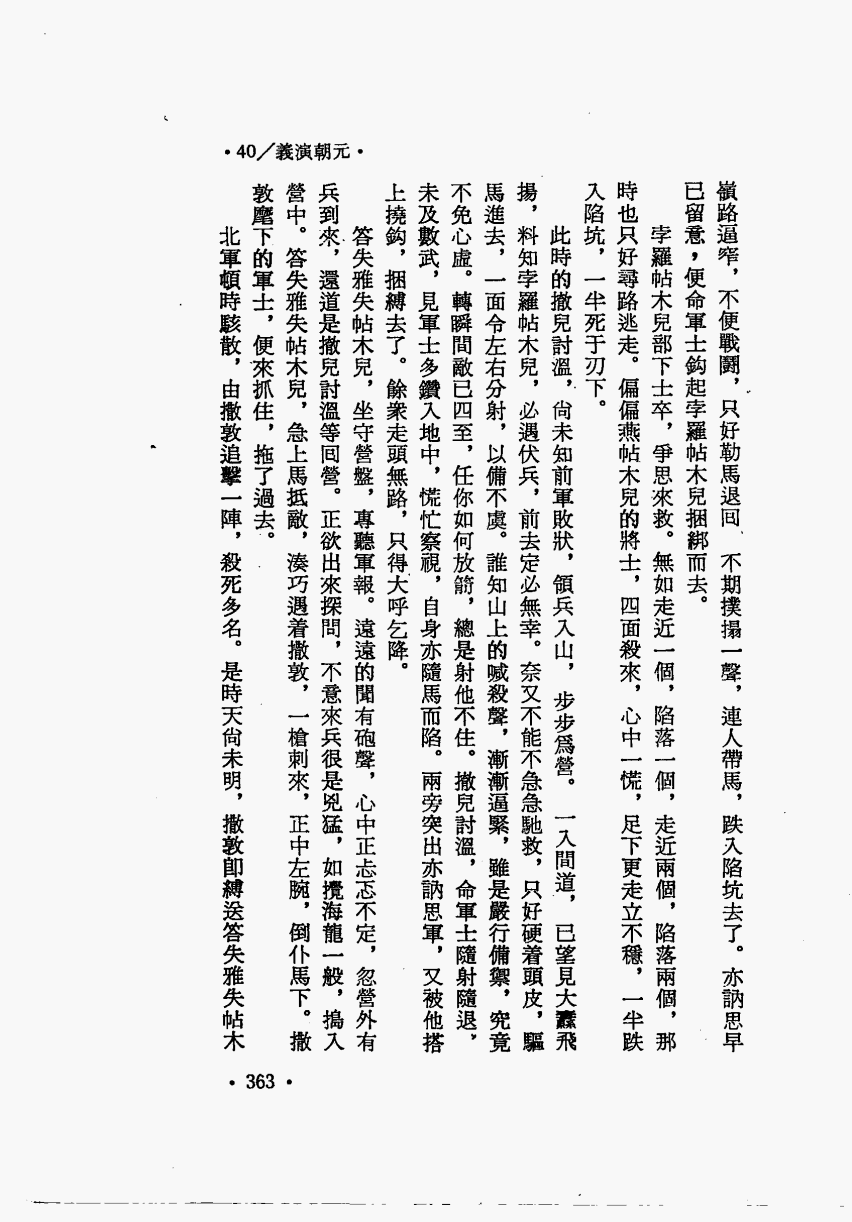 •40／義演朝元•
嶺路逼窄，不便戰鬭，只好勒馬退回、不期撲搨一聲，連人帶馬，跌入陷坑去了。亦訥思早
已留意，便命軍士鈎起孛羅帖木兒捆綁而去。
孛羅帖木兒部下士卒，爭思來救。無如走近一個，陷落一個，走近兩個，陷落兩個，那
時也只好尋路逃走。偏偏燕帖木兒的將士，四面殺來，心中一慌，足下更走立不穩，一半跌
入陷坑，一半死于刃下。
此時的撤兒討溫，尙未知前軍敗狀，領兵入山，步步爲營。一入間道，已望見大纛飛
揚，料知孛羅帖木兒，必遇伏兵，前去定必無幸。奈又不能不急急馳救，只好硬着頭皮，驅
馬進去，一面令左右分射，以備不虞。誰知山上的喊殺聲，漸漸逼緊，雖是嚴行備禦，究竟
不免心虛。轉瞬間敵已四至，任你如何放箭，總是射他不住。撤兒討溫，命軍士隨射隨退，
未及數武，見軍士多鑽入地中，慌忙察視，自身亦隨馬而陷。兩旁突出亦訥思軍，又被他搭
上撓鈎，捆縛去了。餘衆走頭無路，只得大呼乞降。
答失雅失帖木兒，坐守營盤，專聽軍報。遠遠的聞有砲聲，心中正忐忑不定，忽營外有
兵到來，還道是撤兒討溫等回營。正欲出來探問，不意來兵很是兇猛，如攪海龍一般，搗入
營中。答失雅失帖木兒，急上馬抵敵，湊巧遇着撒敦，一槍刺來，正中左腕，倒仆馬下。撒
敦麾下的軍士，便來抓住，拖了過去。
北軍頓時駭散，由撒敦追擊一陣，殺死多名。是時天尙未明，撒敦卽縛送答失雅失帖木
•363•